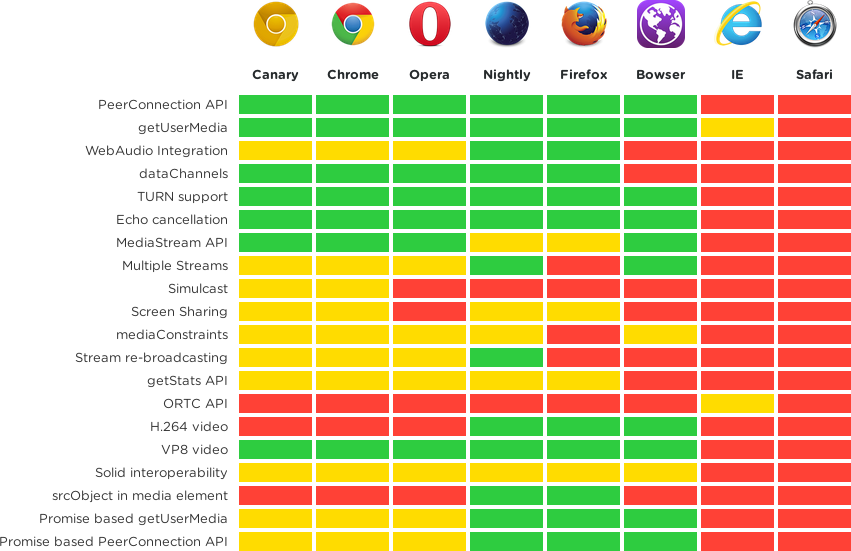 Canary Chrome Opera Nightly Firefox Bowser IE Safari
PeerConnection API
getUserMedia
WebAudio Integration
dataChannels
TURN support
Echo cancellation
MediaStream API
Multiple Streams
Simulcast
Screen Sharing
mediaConstraints
Stream re-broadcasting
getStats API
ORTC API
H.264 video
VP8 video
Solid interoperability
srcObject in media element
Promise based getUserMedia
Promise based PeerConnection API